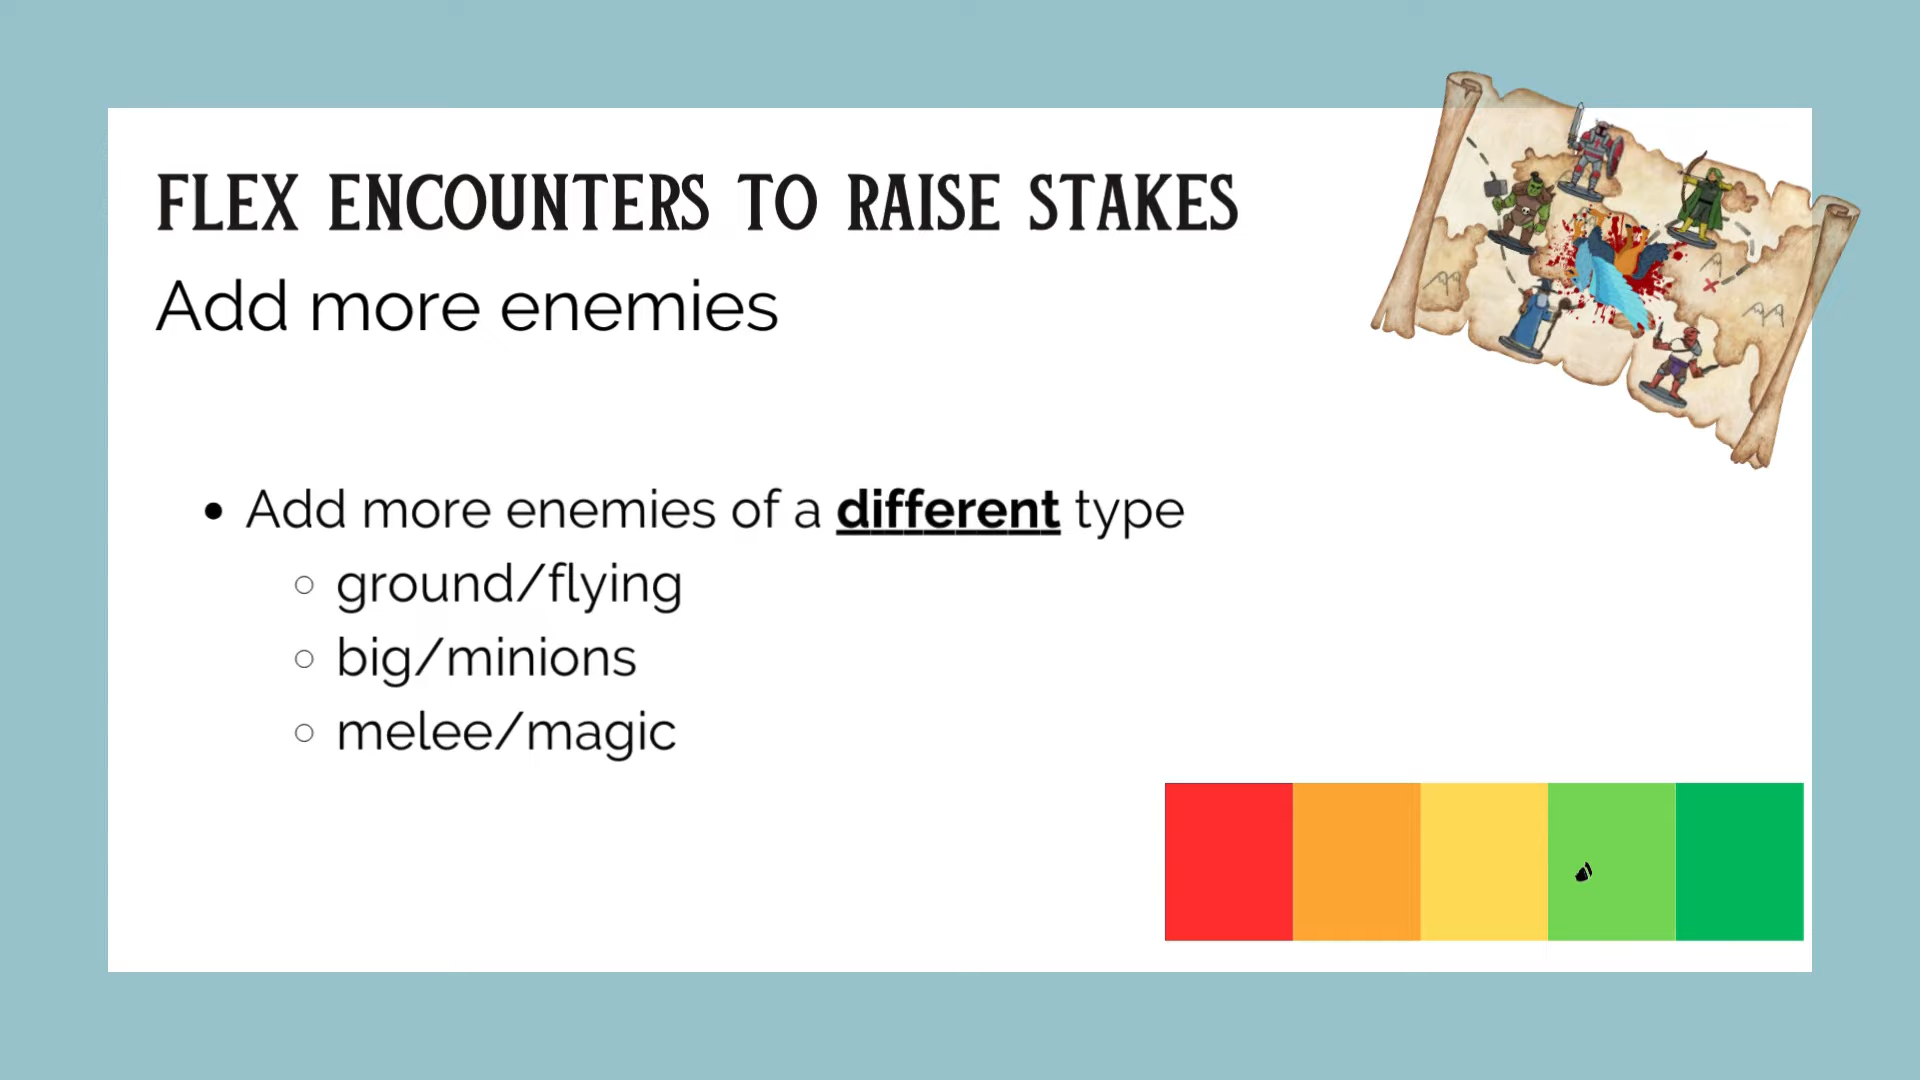 FLEX ENCOUNTERS TO RAISE STAKES
Add more enemies
Add more enemies of a different type
ground/flying
big/minions
melee/magic